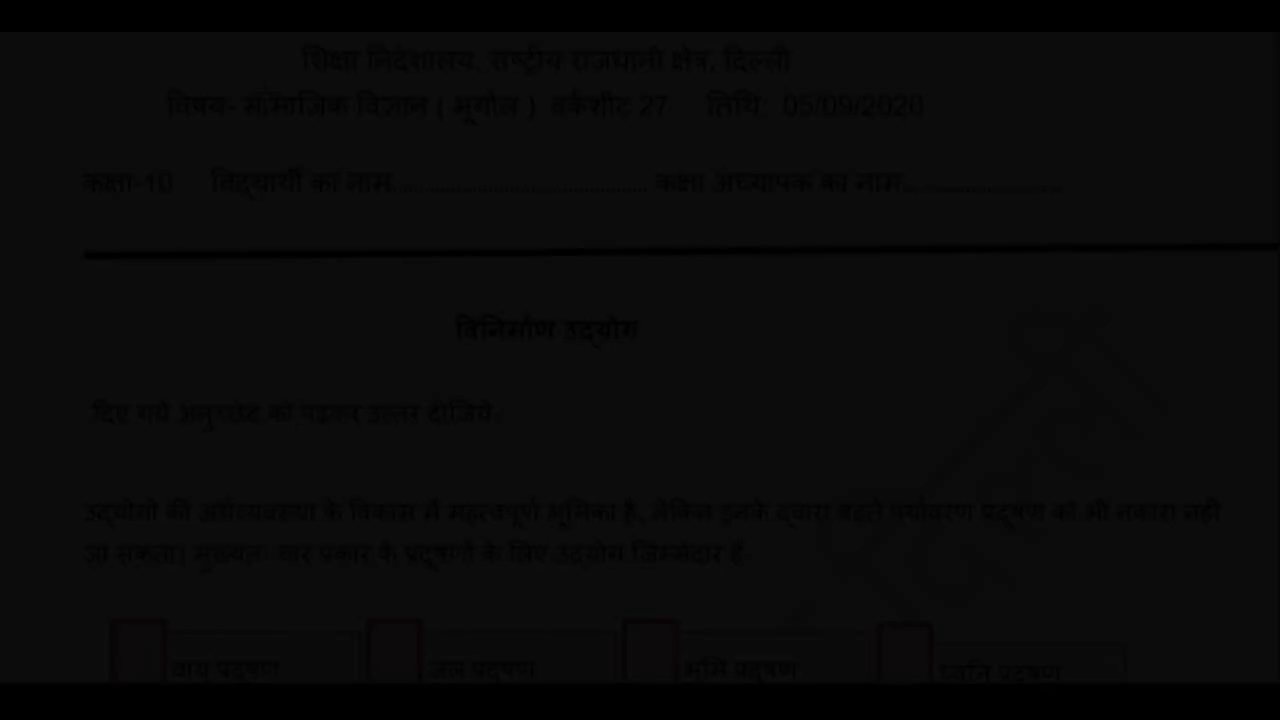 शिक्षा निदेशालय, राष्ट्रीय राजधानी क्षेत्र, दिल्ली
विषय- सामाजिक विज्ञान ( भूगोल ) वर्कशीट 27 तिथि: 05/09/2020
कक्षा-10 विद्यार्थी का नाम........................................ कक्षा अध्यापक का नाम........................
विनिर्माण उद्योग
दिए गये अनुच्छेद को पढ़कर उत्तर दीजिये.
उद्योगों की अर्थव्यवस्था के विकास में महत्वपूर्ण भूमिका है, लेकिन इनके द्वारा बढ़ते पर्यावरण प्रदूषण को भी नकारा नहीं
जा सकता। मुख्यतः चार प्रकार के प्रदूषणों के लिए उद्योग जिम्मेदार हैं
वायु प्रदूषण जल प्रदूषण भूमि प्रदूषण ध्वनि प्रदूषण